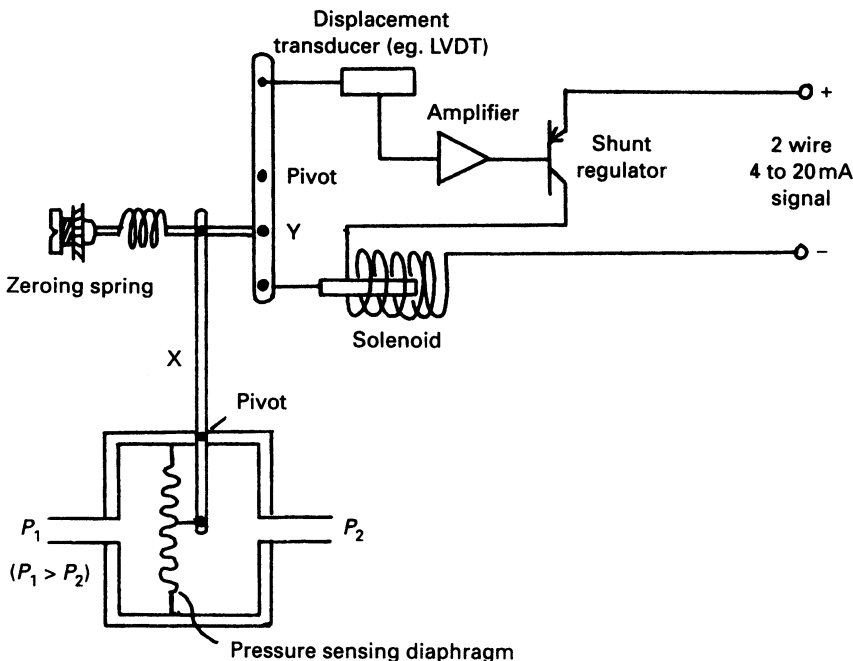 Displacement
transducer (eg. LVDT)
Amplifier
+
Shunt
regulator
2 wire
4 to 20 mA
signal
Pivot
Y
–
Zeroing spring
Solenoid
X
Pivot
P₁
P₂
(P₁ > P₂)
Pressure sensing diaphragm